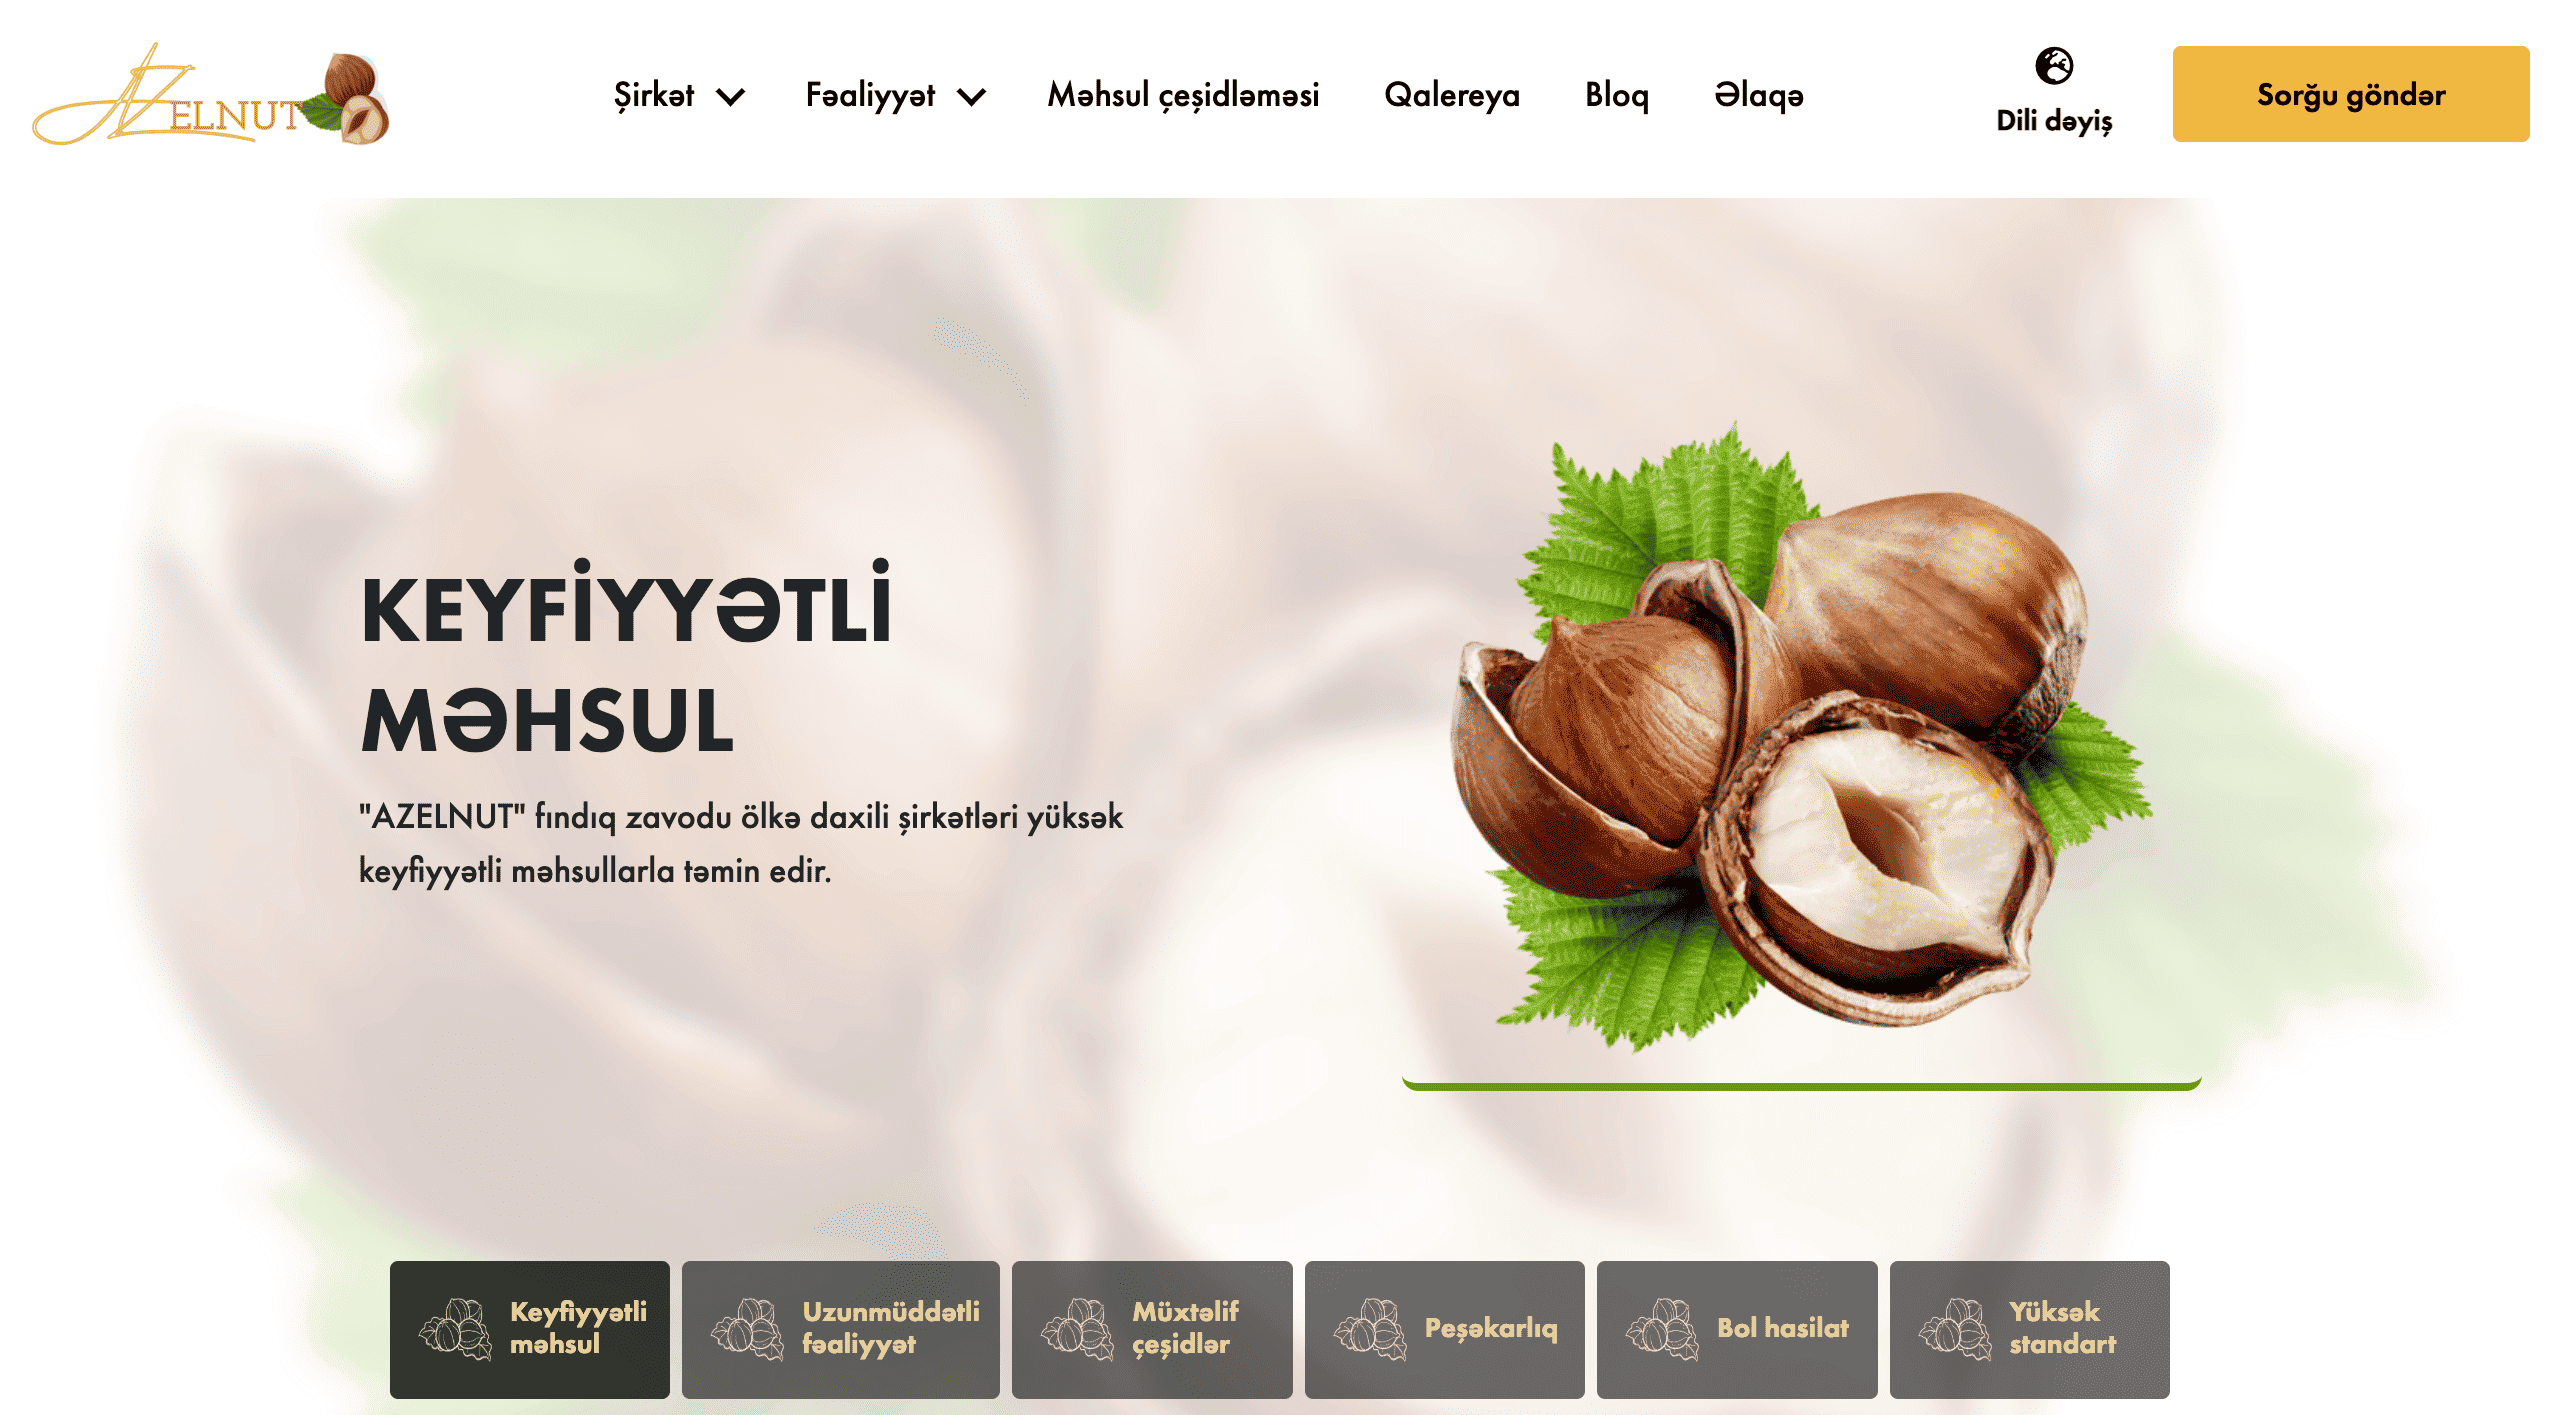 AZELNUT
Şirkət
Fəaliyyət
Məhsul çeşidləməsi
Qalereya
Bloq
Əlaqə
Dili dəyiş
Sorğu göndər
KEYFİYYƏTLİ
MƏHSUL
"AZELNUT" fındıq zavodu ölkə daxili şirkətləri yüksək
keyfiyyətli məhsullarla təmin edir.
Keyfiyyətli
məhsul
Uzunmüddətli
fəaliyyət
Müxtəlif
çeşidlər
Peşəkarlıq
Bol hasilat
Yüksək
standart